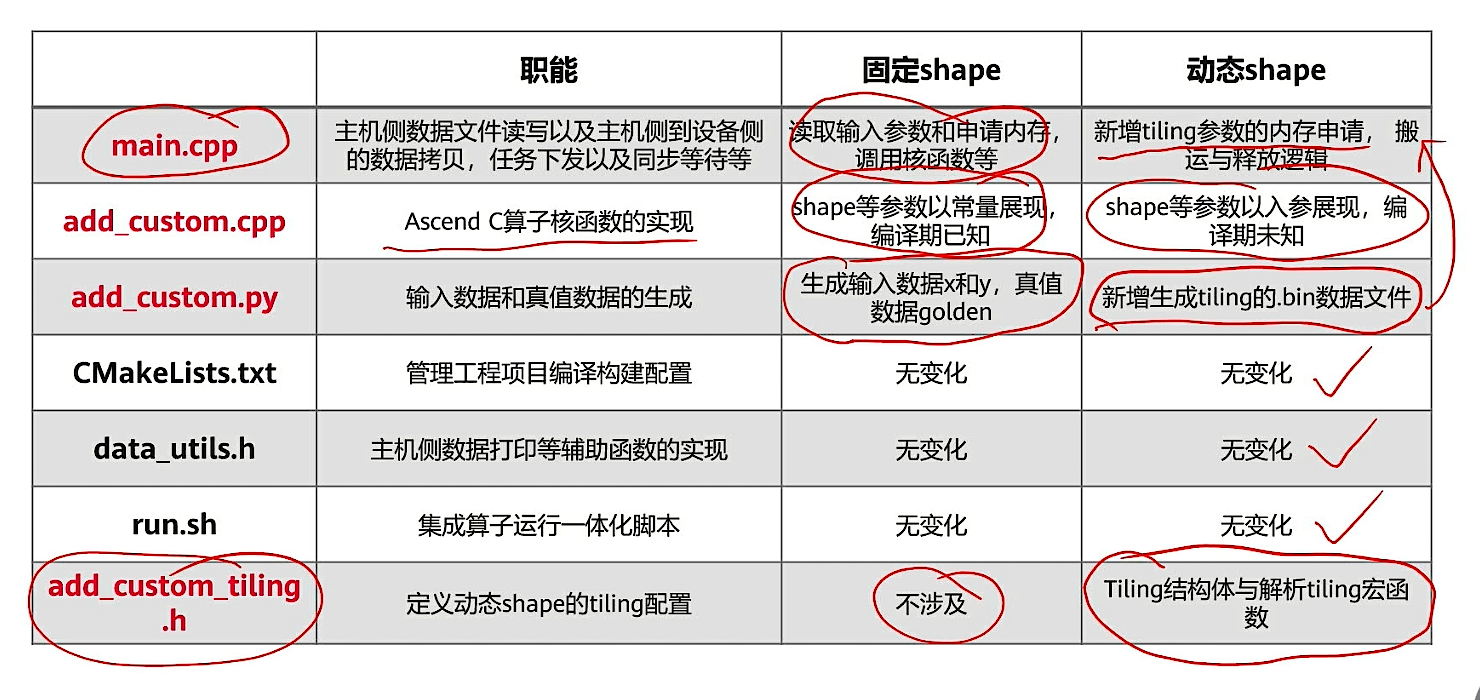 职能
固定shape
动态shape
main.cpp
主机侧数据文件读写以及主机侧到设备侧
的数据拷贝，任务下发以及同步等待等
读取输入参数和申请内存，
调用核函数等
新增tiling参数的内存申请， 搬
运与释放逻辑
add_custom.cpp
Ascend C算子核函数的实现
shape等参数以常量展现，
编译期已知
shape等参数以入参展现，编
译期未知
add_custom.py
输入数据和真值数据的生成
生成输入数据x和y，真值
数据golden
新增生成tiling的.bin数据文件
CMakeLists.txt
管理工程项目编译构建配置
无变化
无变化
data_utils.h
主机侧数据打印等辅助函数的实现
无变化
无变化
run.sh
集成算子运行一体化脚本
无变化
无变化
add_custom_tiling
.h
定义动态shape的tiling配置
不涉及
Tiling结构体与解析tiling宏函
数